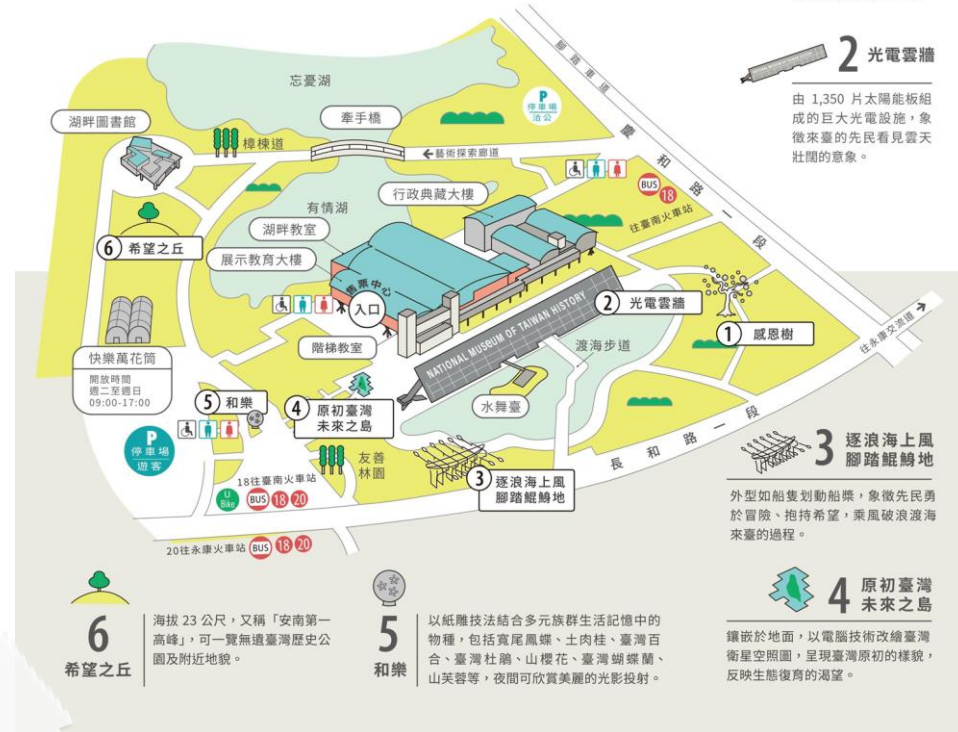 腳踏車道
慶和路一段
忘憂湖
P
停車場
洽公
湖畔圖書館
樟楝道
牽手橋
←藝術探索廊道
BUS 18
往臺南火車站
有情湖
行政典藏大樓
湖畔教室
展示教育大樓
6 希望之丘
售票中心
入口
2 光電雲牆
NATIONAL MUSEUM OF TAIWAN HISTORY
1 感恩樹
往永康交流道
階梯教室
渡海步道
快樂萬花筒
開放時間
週二至週日
09:00-17:00
5 和樂
4 原初臺灣
未來之島
水舞臺
長和路一段
P
停車場
遊客
友善
林園
3 逐浪海上風
腳踏鯤鯓地
18往臺南火車站
U Bike
BUS 18 20
20往永康火車站 BUS 18 20
2 光電雲牆
由 1,350 片太陽能板組
成的巨大光電設施，象
徵來臺的先民看見雲天
壯闊的意象。
3 逐浪海上風
腳踏鯤鯓地
外型如船隻划動船槳，象徵先民勇
於冒險、抱持希望，乘風破浪渡海
來臺的過程。
4 原初臺灣
未來之島
鑲嵌於地面，以電腦技術改繪臺灣
衛星空照圖，呈現臺灣原初的樣貌，
反映生態復育的渴望。
6
希望之丘
海拔 23 公尺，又稱「安南第一
高峰」，可一覽無遺臺灣歷史公
園及附近地貌。
5
和樂
以紙雕技法結合多元族群生活記憶中的
物種，包括寬尾鳳蝶、土肉桂、臺灣百
合、臺灣杜鵑、山櫻花、臺灣蝴蝶蘭、
山芙蓉等，夜間可欣賞美麗的光影投射。